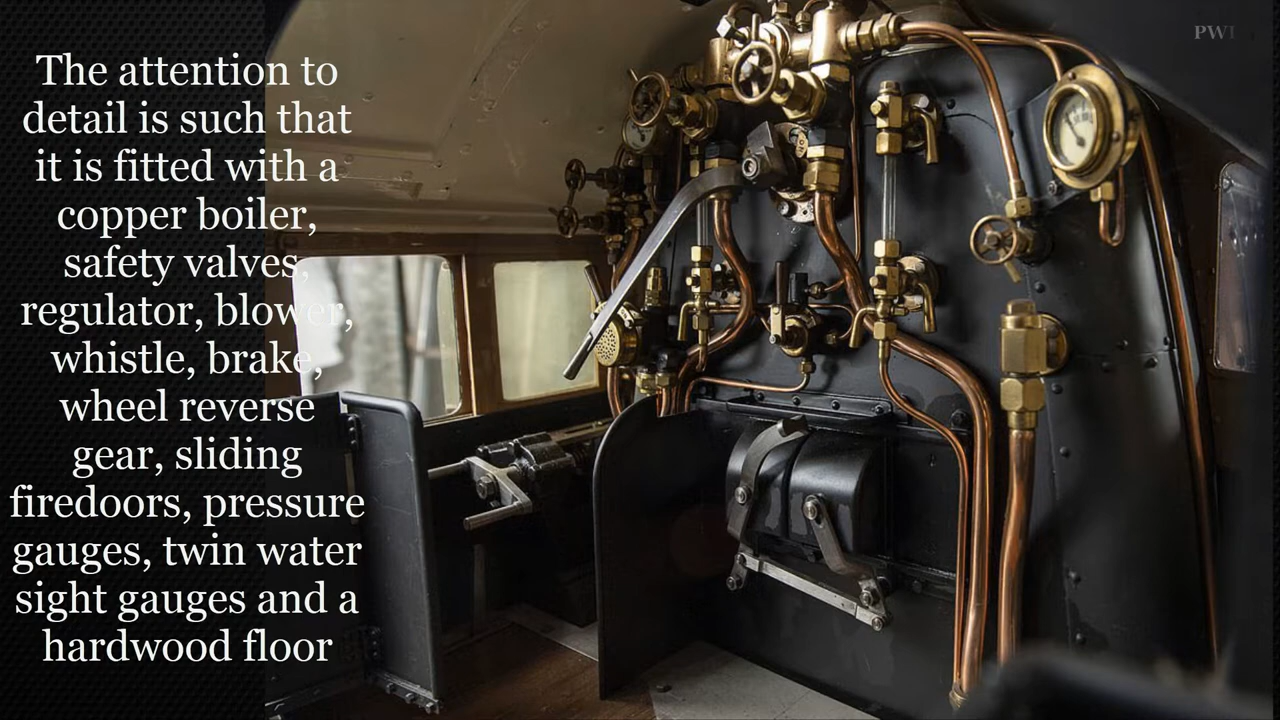 The attention to
detail is such that
it is fitted with a
copper boiler,
safety valves,
regulator, blower,
whistle, brake,
wheel reverse
gear, sliding
firedoors, pressure
gauges, twin water
sight gauges and a
hardwood floor